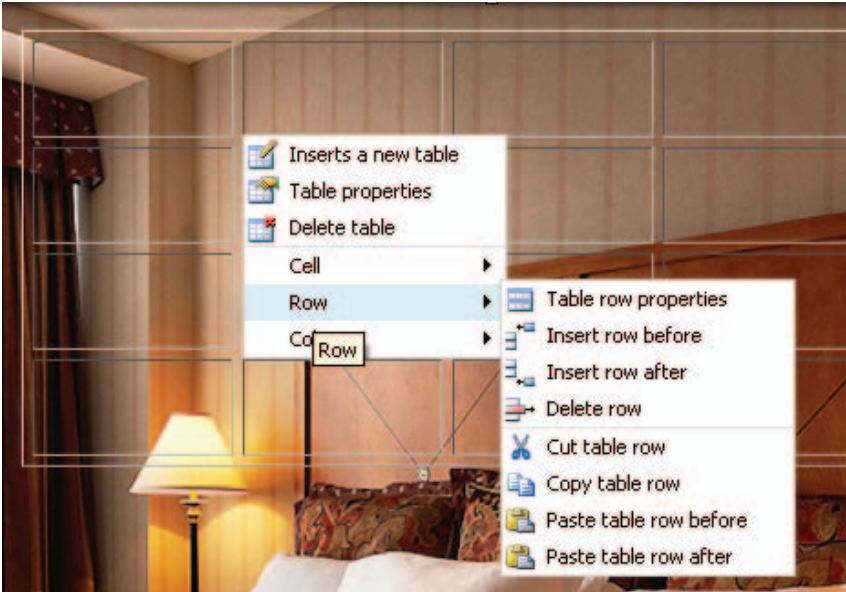 Inserts a new table
Table properties
Delete table
Cell
Row
Co
Row
Table row properties
Insert row before
Insert row after
Delete row
Cut table row
Copy table row
Paste table row before
Paste table row after